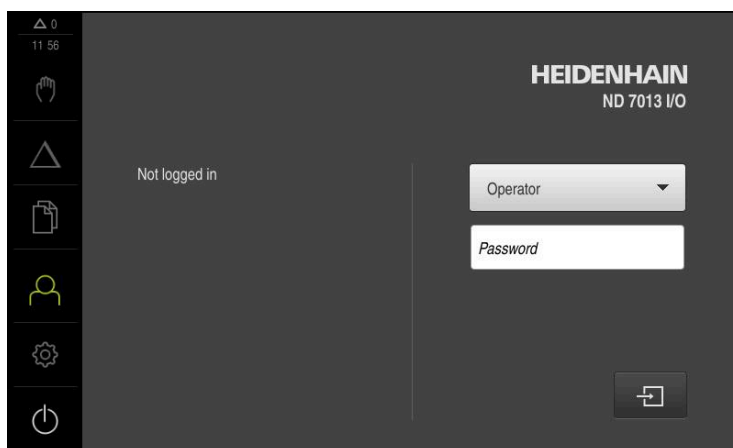 0
11 56
HEIDENHAIN
ND 7013 I/O
Not logged in
Operator
Password